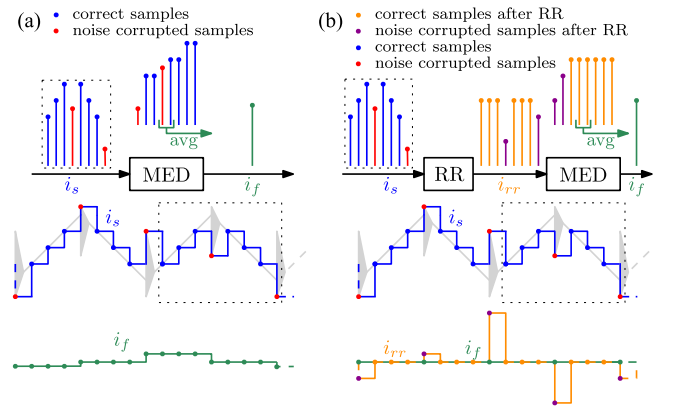 (a)
correct samples
noise corrupted samples
avg
MED
i_s
i_f
i_s
i_f
(b)
correct samples after RR
noise corrupted samples after RR
correct samples
noise corrupted samples
avg
RR
MED
i_s
i_rr
i_f
i_s
i_rr
i_f